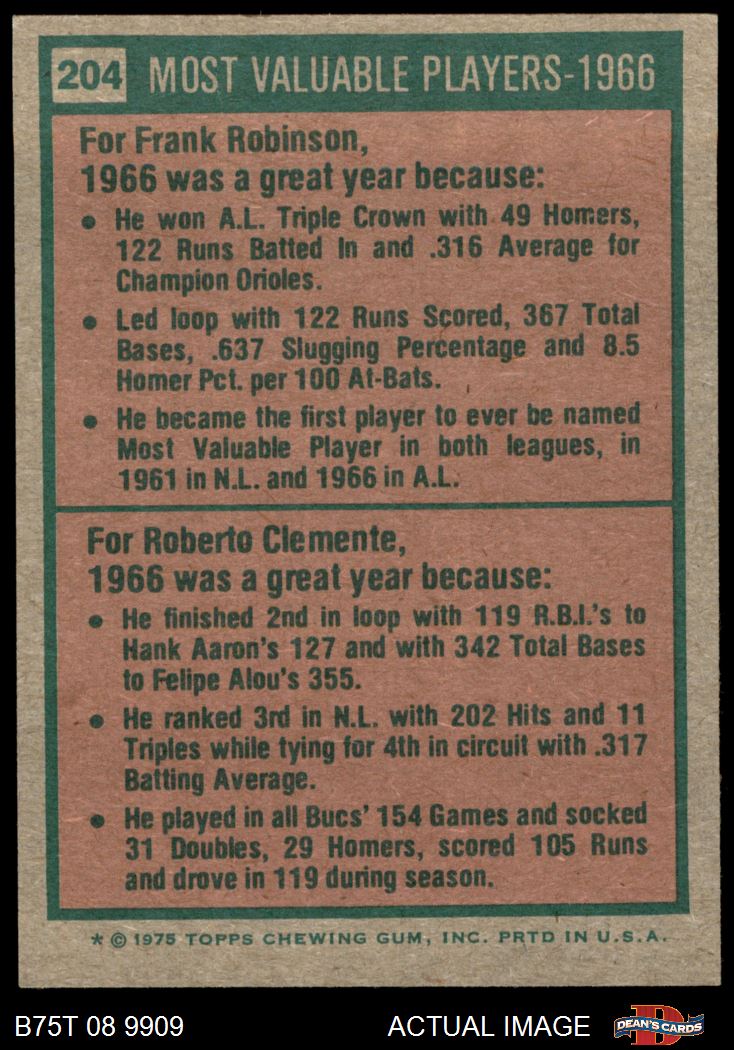 204 MOST VALUABLE PLAYERS-1966
For Frank Robinson,
1966 was a great year because:
● He won A.L. Triple Crown with 49 Homers,
122 Runs Batted In and .316 Average for
Champion Orioles.
● Led loop with 122 Runs Scored, 367 Total
Bases, .637 Slugging Percentage and 8.5
Homer Pct. per 100 At-Bats.
● He became the first player to ever be named
Most Valuable Player in both leagues, in
1961 in N.L. and 1966 in A.L.
For Roberto Clemente,
1966 was a great year because:
● He finished 2nd in loop with 119 R.B.I.'s to
Hank Aaron's 127 and with 342 Total Bases
to Felipe Alou's 355.
● He ranked 3rd in N.L. with 202 Hits and 11
Triples while tying for 4th in circuit with .317
Batting Average.
● He played in all Bucs' 154 Games and socked
31 Doubles, 29 Homers, scored 105 Runs
and drove in 119 during season.
* © 1975 TOPPS CHEWING GUM, INC. PRTD IN U.S.A.
B75T 08 9909 ACTUAL IMAGE D DEAN'S CARDS